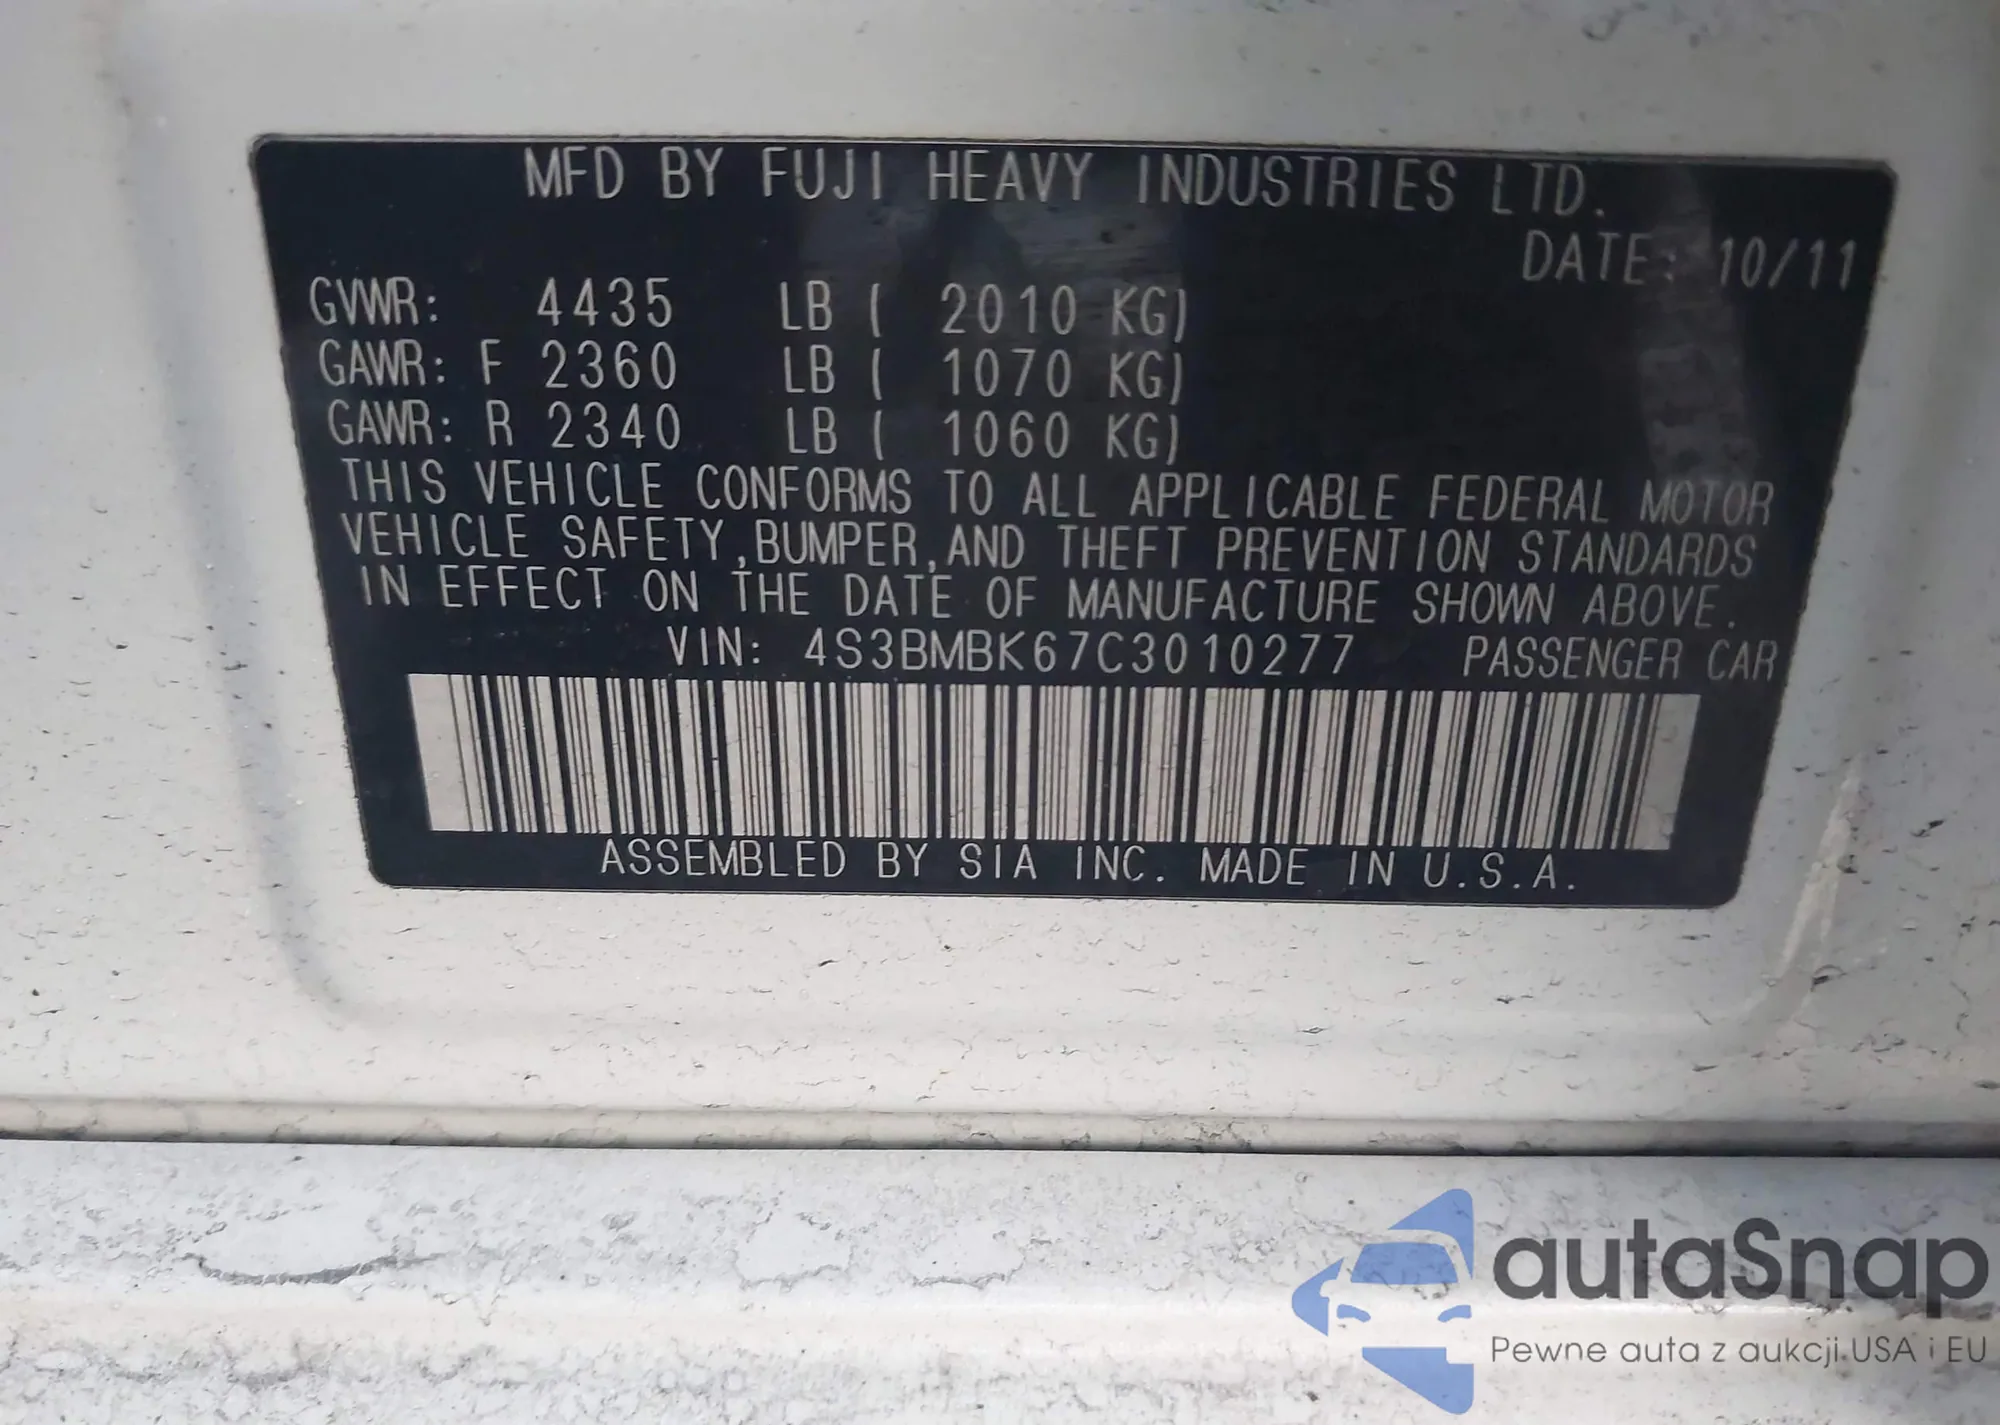 MFD BY FUJI HEAVY INDUSTRIES LTD.
DATE: 10/11
GVWR: 4435 LB ( 2010 KG)
GAWR: F 2360 LB ( 1070 KG)
GAWR: R 2340 LB ( 1060 KG)
THIS VEHICLE CONFORMS TO ALL APPLICABLE FEDERAL MOTOR
VEHICLE SAFETY,BUMPER,AND THEFT PREVENTION STANDARDS
IN EFFECT ON THE DATE OF MANUFACTURE SHOWN ABOVE.
VIN: 4S3BMBK67C3010277 PASSENGER CAR
ASSEMBLED BY SIA INC. MADE IN U.S.A.
autaSnap
Pewne auta z aukcji USA i EU